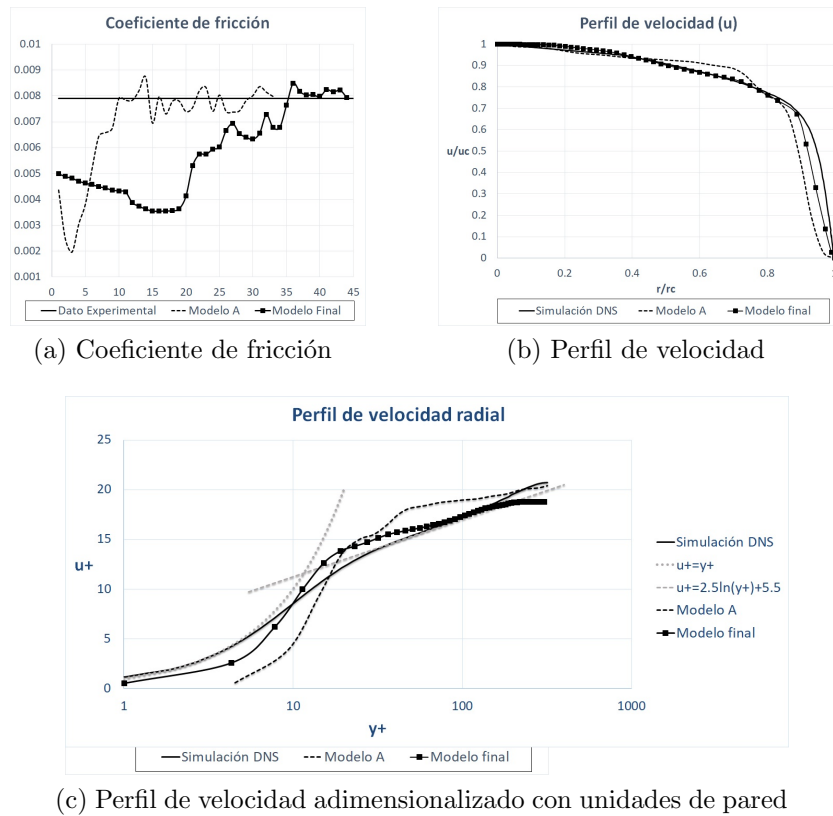 Coeficiente de fricción
0.01
0.009
0.008
0.007
0.006
0.005
0.004
0.003
0.002
0.001
0 5 10 15 20 25 30 35 40 45
Dato Experimental Modelo A Modelo Final
(a) Coeficiente de fricción
Perfil de velocidad (u)
1
0.9
0.8
0.7
0.6
u/uc 0.5
0.4
0.3
0.2
0.1
0
0 0.2 0.4 0.6 0.8 1
r/rc
Simulación DNS Modelo A Modelo final
(b) Perfil de velocidad
Perfil de velocidad radial
25
20
15
u+
10
5
0
1 10 100 1000
y+
Simulación DNS
u+=y+
u+=2.5ln(y+)+5.5
Modelo A
Modelo final
Simulación DNS Modelo A Modelo final
(c) Perfil de velocidad adimensionalizado con unidades de pared